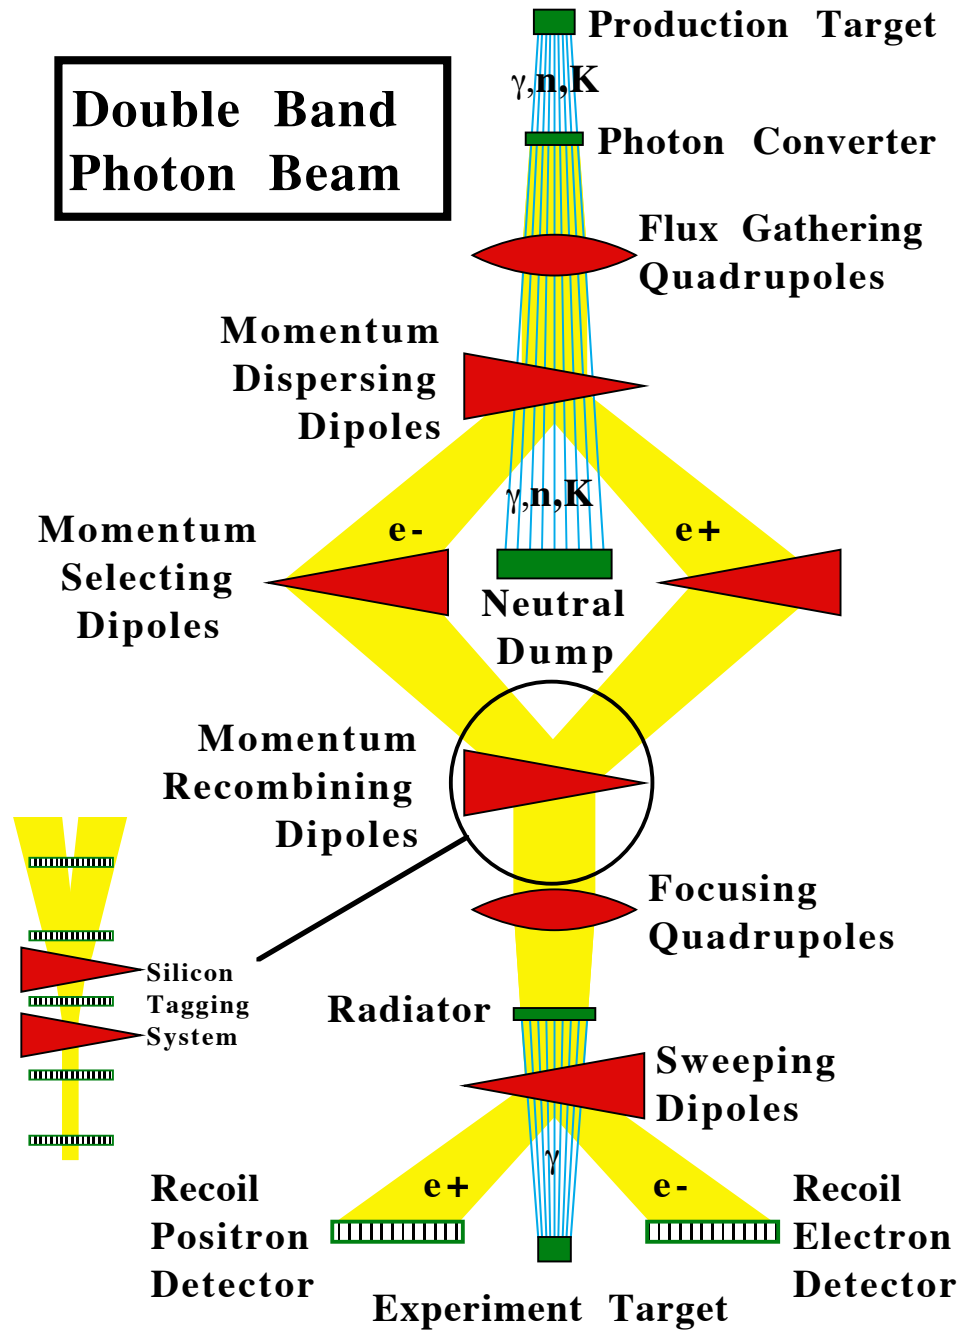 Production Target
γ,n,K
Double Band
Photon Beam
Photon Converter
Flux Gathering
Quadrupoles
Momentum
Dispersing
Dipoles
γ,n,K
e-
e+
Momentum
Selecting
Dipoles
Neutral
Dump
Momentum
Recombining
Dipoles
Focusing
Quadrupoles
Silicon
Tagging
System
Radiator
Sweeping
Dipoles
γ
e+
e-
Recoil
Positron
Detector
Recoil
Electron
Detector
Experiment Target